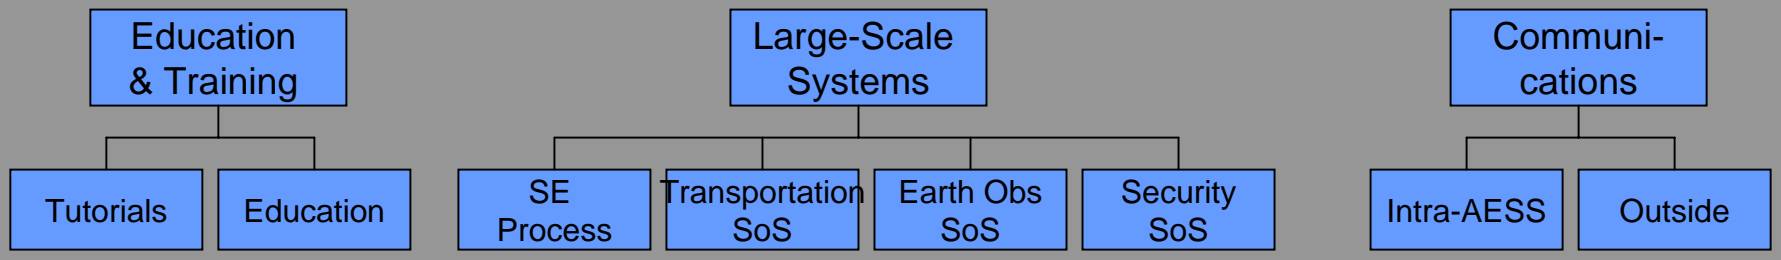 Education
& Training
Large-Scale
Systems
Communi-
cations
Tutorials
Education
SE
Process
Transportation
SoS
Earth Obs
SoS
Security
SoS
Intra-AESS
Outside